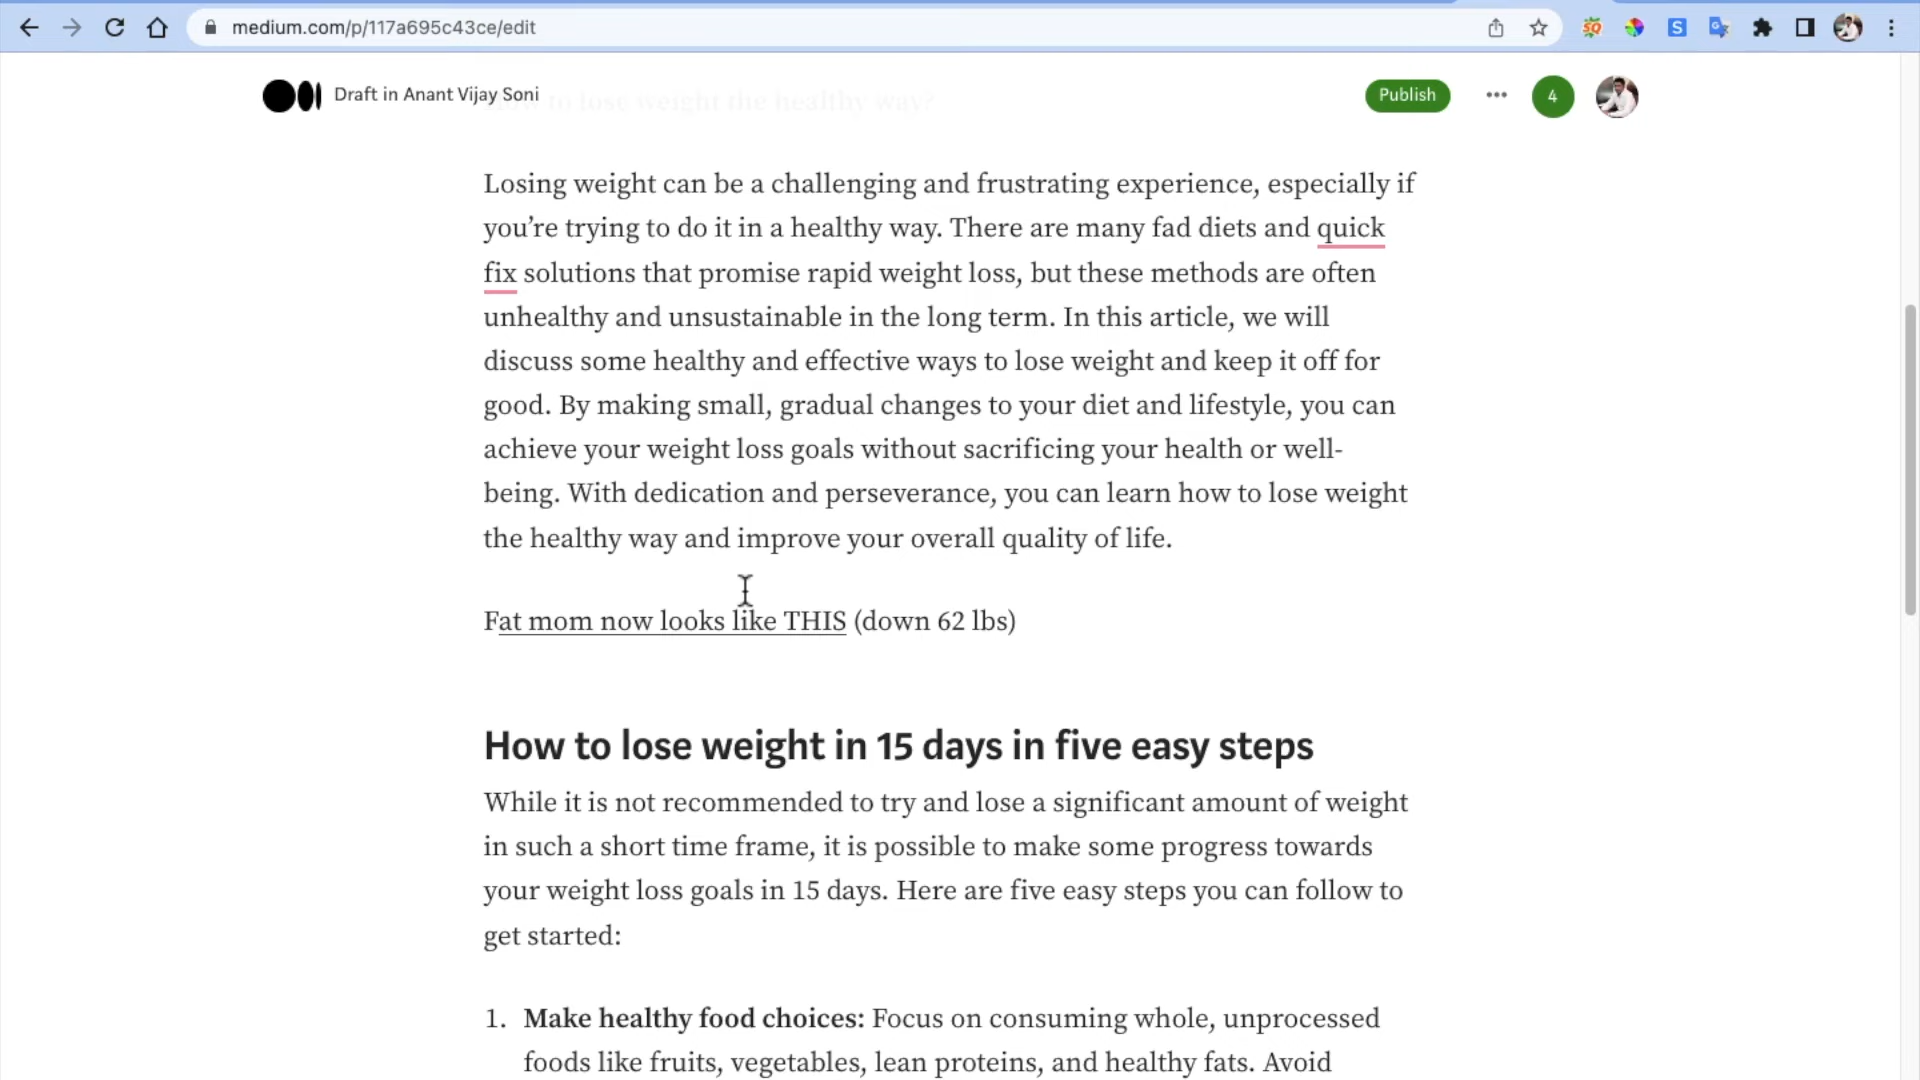 medium.com/p/117a695c43ce/edit
Draft in Anant Vijay Soni
How to lose weight the healthy way?
Publish
4
Losing weight can be a challenging and frustrating experience, especially if
you’re trying to do it in a healthy way. There are many fad diets and quick
fix solutions that promise rapid weight loss, but these methods are often
unhealthy and unsustainable in the long term. In this article, we will
discuss some healthy and effective ways to lose weight and keep it off for
good. By making small, gradual changes to your diet and lifestyle, you can
achieve your weight loss goals without sacrificing your health or well-
being. With dedication and perseverance, you can learn how to lose weight
the healthy way and improve your overall quality of life.
Fat mom now looks like THIS (down 62 lbs)
How to lose weight in 15 days in five easy steps
While it is not recommended to try and lose a significant amount of weight
in such a short time frame, it is possible to make some progress towards
your weight loss goals in 15 days. Here are five easy steps you can follow to
get started:
1. Make healthy food choices: Focus on consuming whole, unprocessed
foods like fruits, vegetables, lean proteins, and healthy fats. Avoid